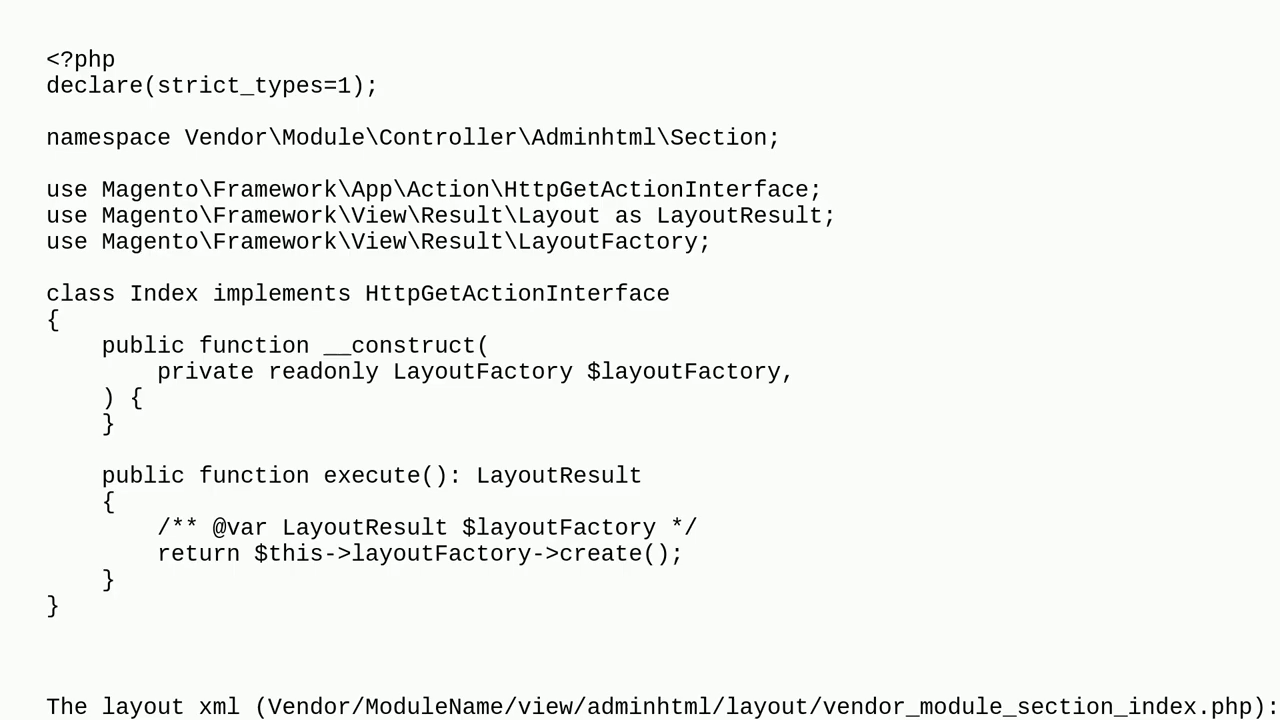 <?php
declare(strict_types=1);
namespace Vendor\Module\Controller\Adminhtml\Section;
use Magento\Framework\App\Action\HttpGetActionInterface;
use Magento\Framework\View\Result\Layout as LayoutResult;
use Magento\Framework\View\Result\LayoutFactory;
class Index implements HttpGetActionInterface
{
    public function __construct(
        private readonly LayoutFactory $layoutFactory,
    ) {
    }
    public function execute(): LayoutResult
    {
        /** @var LayoutResult $layoutFactory */
        return $this->layoutFactory->create();
    }
}
The layout xml (Vendor/ModuleName/view/adminhtml/layout/vendor_module_section_index.php):